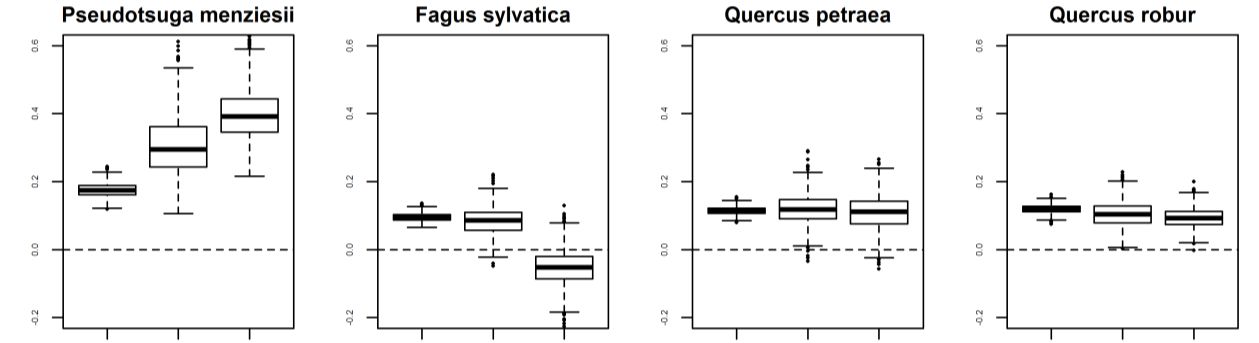 Pseudotsuga menziesii Fagus sylvatica Quercus petraea Quercus robur
0.6 0.6 0.6 0.6
0.4 0.4 0.4 0.4
0.2 0.2 0.2 0.2
0.0 0.0 0.0 0.0
-0.2 -0.2 -0.2 -0.2